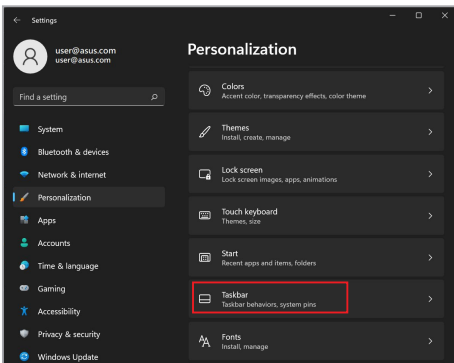 Settings
user@asus.com
user@asus.com
Find a setting
System
Bluetooth & devices
Network & internet
Personalization
Apps
Accounts
Time & language
Gaming
Accessibility
Privacy & security
Windows Update
Personalization
Colors
Accent color, transparency effects, color theme
Themes
Install, create, manage
Lock screen
Lock screen images, apps, animations
Touch keyboard
Themes, size
Start
Recent apps and items, folders
Taskbar
Taskbar behaviors, system pins
Fonts
Install, manage